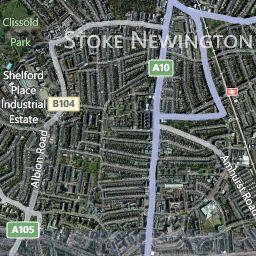 Clissold
Park
STOKE NEWINGTON
A10
Shelford
Place
Industrial
Estate
B104
Albion Road
Amhurst Road
A105